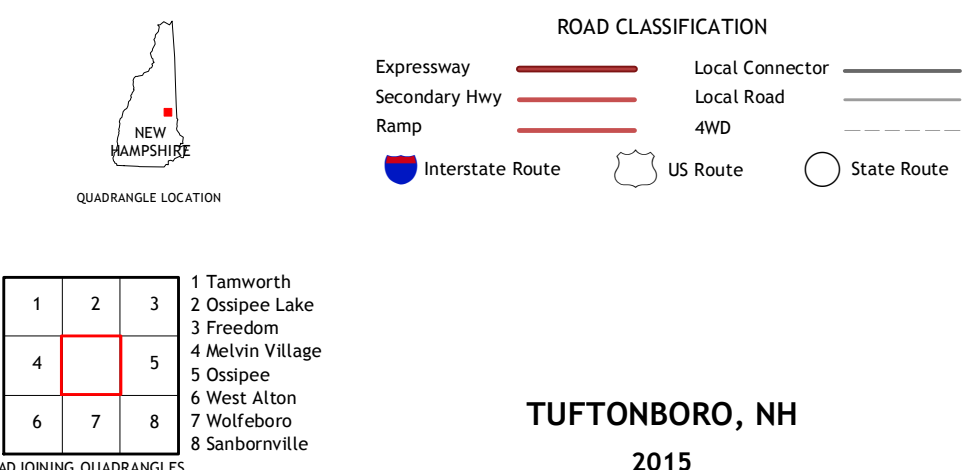 NEW
HAMPSHIRE
QUADRANGLE LOCATION
ROAD CLASSIFICATION
Expressway
Local Connector
Secondary Hwy
Local Road
Ramp
4WD
Interstate Route
US Route
State Route
1 2 3
4 5
6 7 8
1 Tamworth
2 Ossipee Lake
3 Freedom
4 Melvin Village
5 Ossipee
6 West Alton
7 Wolfeboro
8 Sanbornville
ADJOINING QUADRANGLES
TUFTONBORO, NH
2015